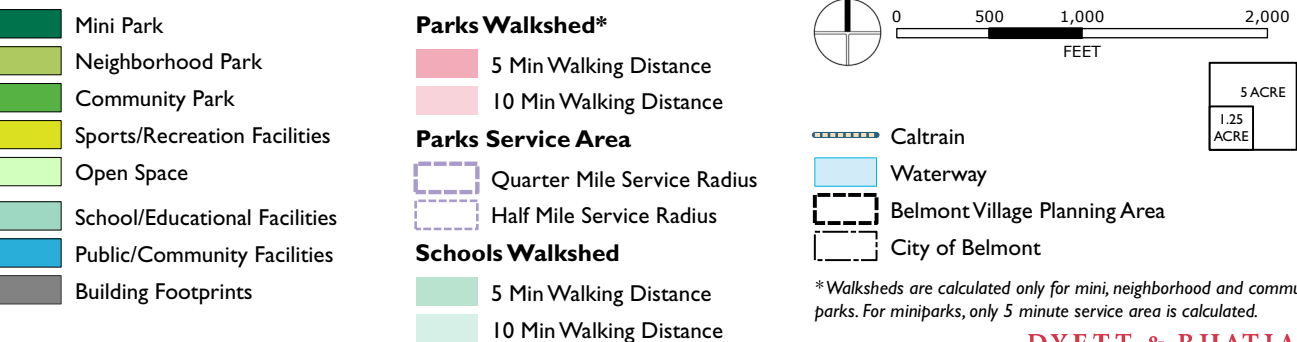 Mini Park
Neighborhood Park
Community Park
Sports/Recreation Facilities
Open Space
School/Educational Facilities
Public/Community Facilities
Building Footprints
Parks Walkshed*
5 Min Walking Distance
10 Min Walking Distance
Parks Service Area
Quarter Mile Service Radius
Half Mile Service Radius
Schools Walkshed
5 Min Walking Distance
10 Min Walking Distance
0 500 1,000 2,000
FEET
5 ACRE
1.25
ACRE
Caltrain
Waterway
Belmont Village Planning Area
City of Belmont
* Walksheds are calculated only for mini, neighborhood and commu
parks. For miniparks, only 5 minute service area is calculated.
DYETT & BHATIA